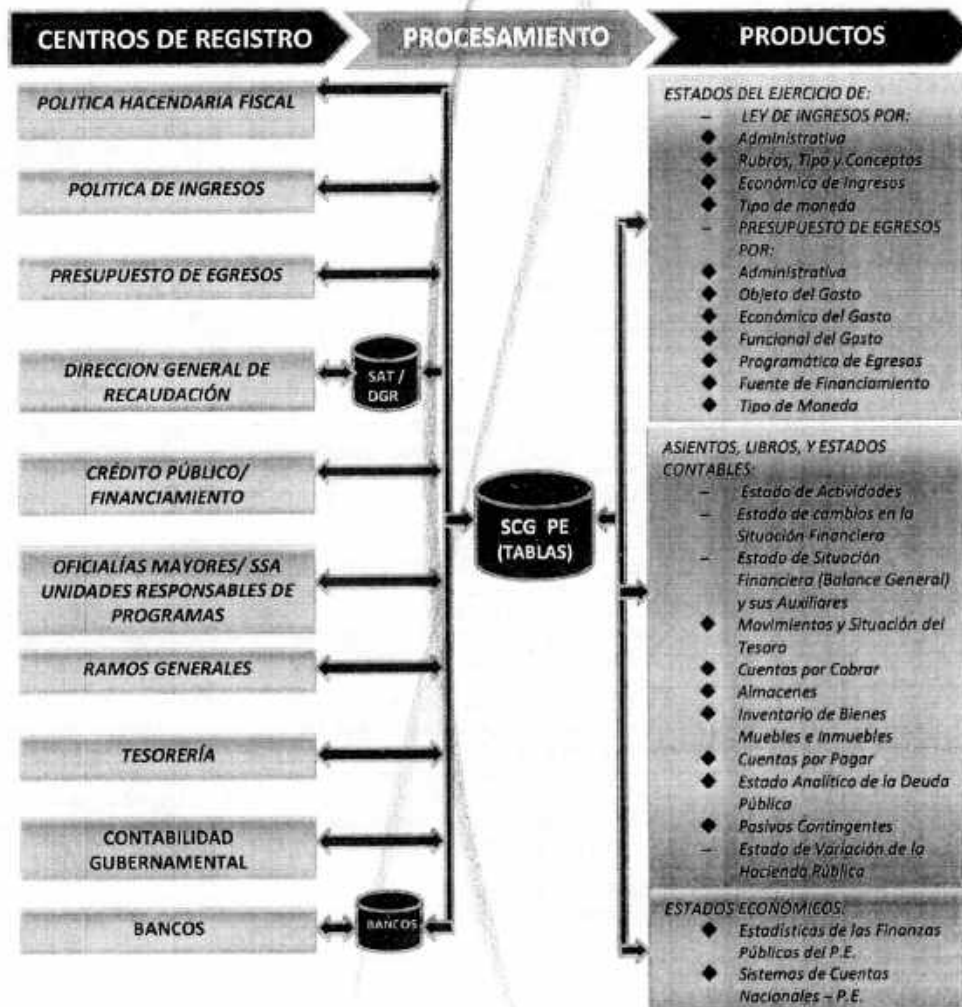 CENTROS DE REGISTRO
PROCESAMIENTO
PRODUCTOS
POLITICA HACENDARIA FISCAL
POLITICA DE INGRESOS
PRESUPUESTO DE EGRESOS
DIRECCION GENERAL DE
RECAUDACIÓN
CRÉDITO PÚBLICO/
FINANCIAMIENTO
OFICIALÍAS MAYORES/ SSA
UNIDADES RESPONSABLES DE
PROGRAMAS
RAMOS GENERALES
TESORERÍA
CONTABILIDAD
GUBERNAMENTAL
BANCOS
SAT /
DGR
BANCOS
SCG PE
(TABLAS)
ESTADOS DEL EJERCICIO DE:
– LEY DE INGRESOS POR:
◆ Administrativa
◆ Rubros, Tipo y Conceptos
◆ Económica de Ingresos
◆ Tipo de moneda
– PRESUPUESTO DE EGRESOS
POR:
◆ Administrativa
◆ Objeto del Gasto
◆ Económica del Gasto
◆ Funcional del Gasto
◆ Programática de Egresos
◆ Fuente de Financiamiento
◆ Tipo de Moneda
ASIENTOS, LIBROS, Y ESTADOS
CONTABLES:
– Estado de Actividades
– Estado de cambios en la
Situación Financiera
– Estado de Situación
Financiera (Balance General)
y sus Auxiliares
◆ Movimientos y Situación del
Tesoro
◆ Cuentas por Cobrar
◆ Almacenes
◆ Inventario de Bienes
Muebles e Inmuebles
◆ Cuentas por Pagar
◆ Estado Analítico de la Deuda
Pública
◆ Pasivos Contingentes
– Estado de Variación de la
Hacienda Pública
ESTADOS ECONÓMICOS:
◆ Estadísticas de las Finanzas
Públicas del P.E.
◆ Sistemas de Cuentas
Nacionales – P.E.